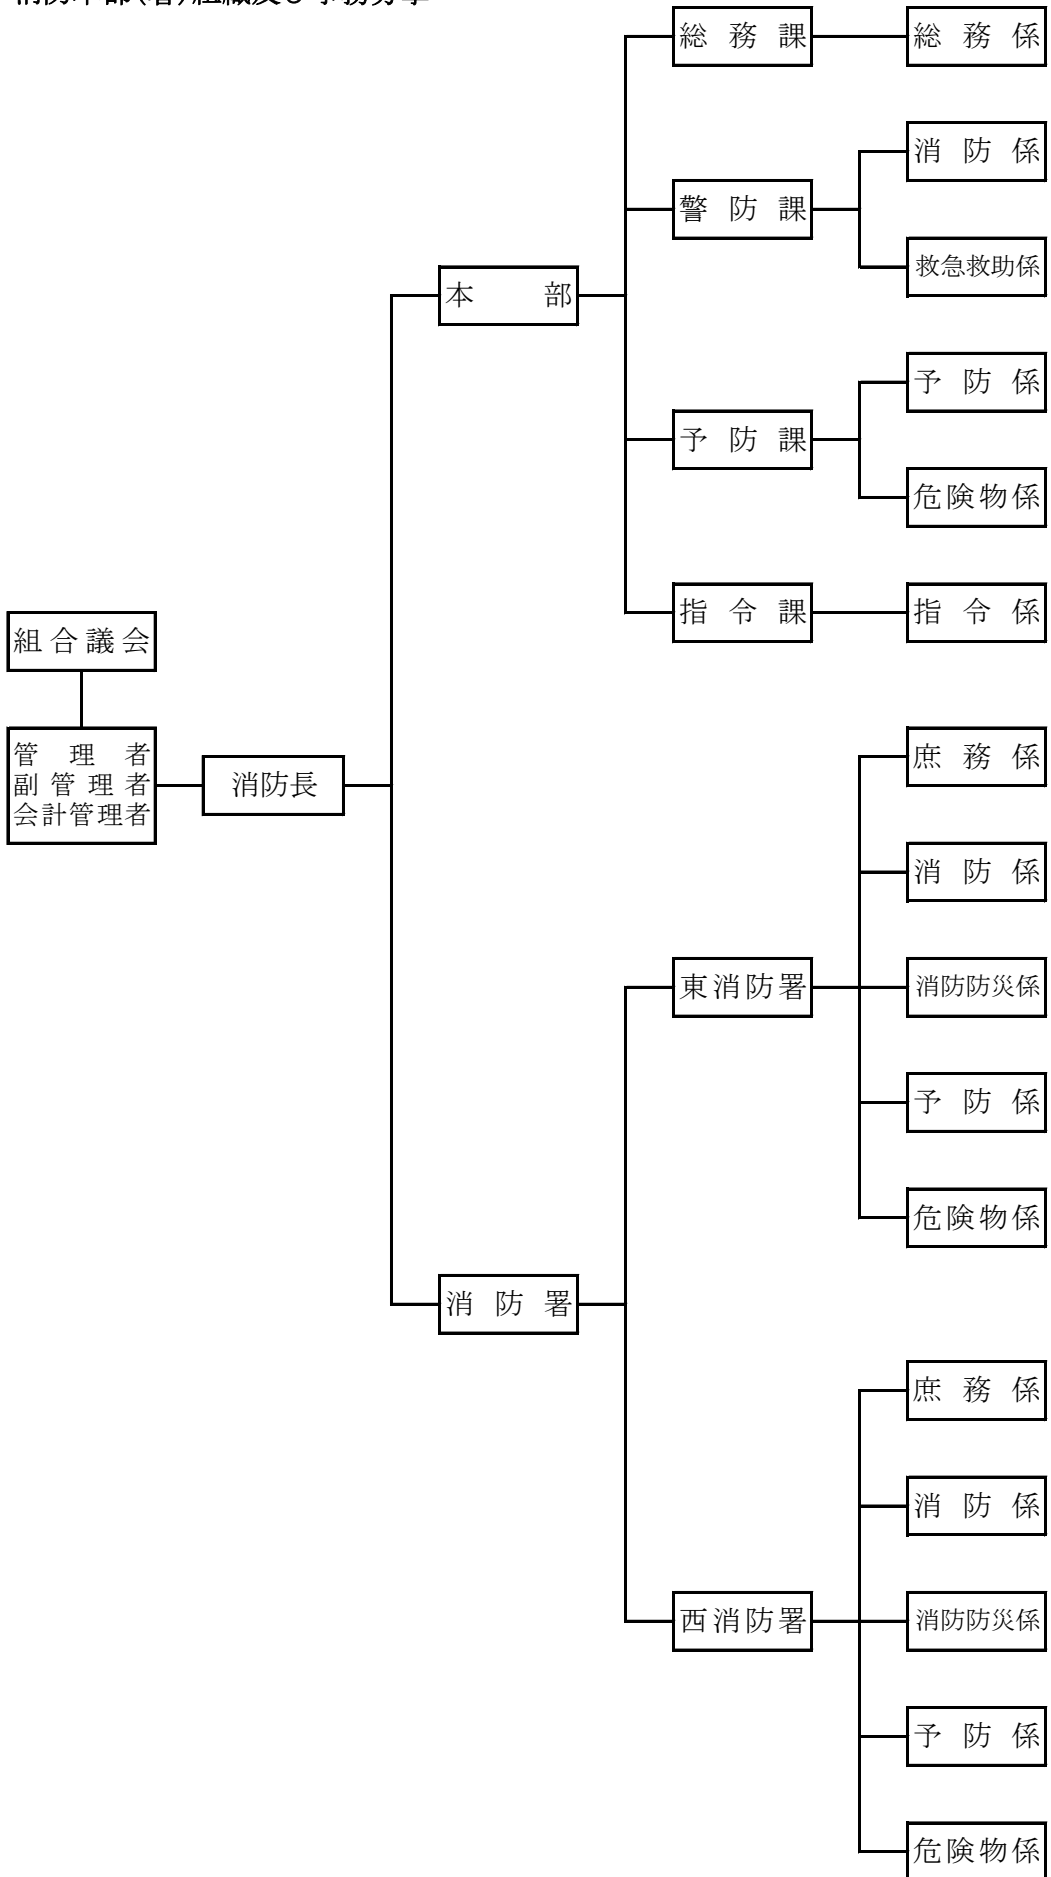 総務課
総務係
消防係
警防課
救急救助係
本部
予防係
予防課
危険物係
指令課
指令係
組合議会
管理者
副管理者
会計管理者
消防長
庶務係
消防係
東消防署
消防防災係
予防係
危険物係
消防署
庶務係
消防係
西消防署
消防防災係
予防係
危険物係